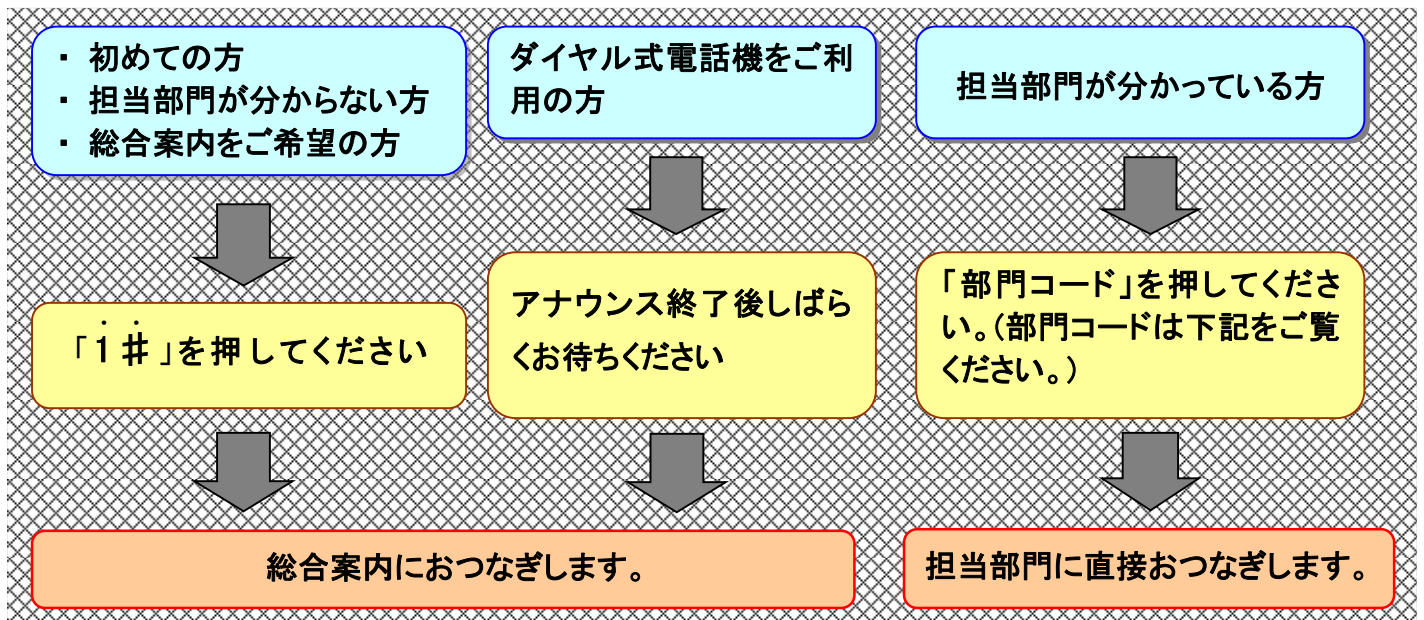 ・ 初めての方
・ 担当部門が分からない方
・ 総合案内をご希望の方
ダイヤル式電話機をご利
用の方
担当部門が分かっている方
「1♯」を押してください
アナウンス終了後しばら
くお待ちください
「部門コード」を押してくださ
い。(部門コードは下記をご覧
ください。)
総合案内におつなぎします。
担当部門に直接おつなぎします。